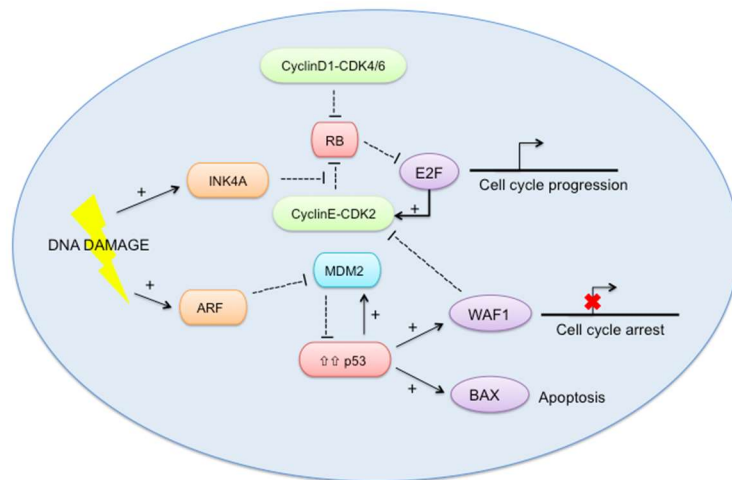 CyclinD1-CDK4/6
RB
E2F
Cell cycle progression
INK4A
+
+
CyclinE-CDK2
DNA DAMAGE
MDM2
+
ARF
+
WAF1
+
Cell cycle arrest
⇧⇧ p53
+
BAX
Apoptosis